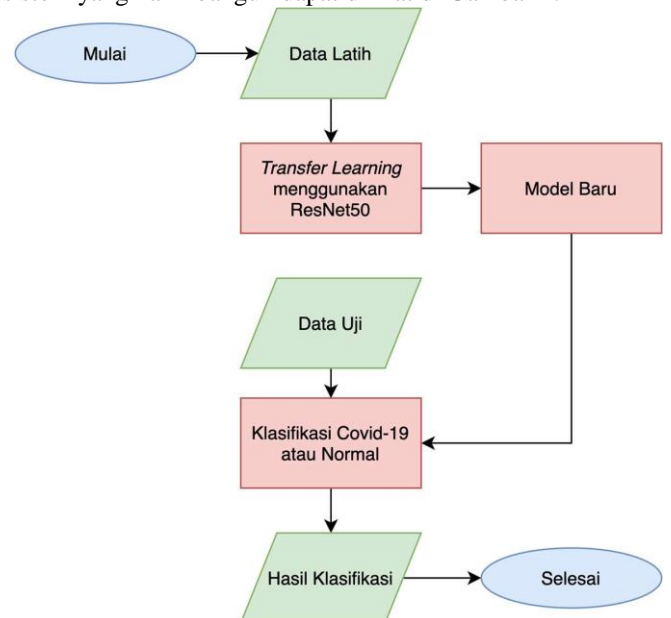 Mulai
Data Latih
Transfer Learning
menggunakan
ResNet50
Model Baru
Data Uji
Klasifikasi Covid-19
atau Normal
Hasil Klasifikasi
Selesai